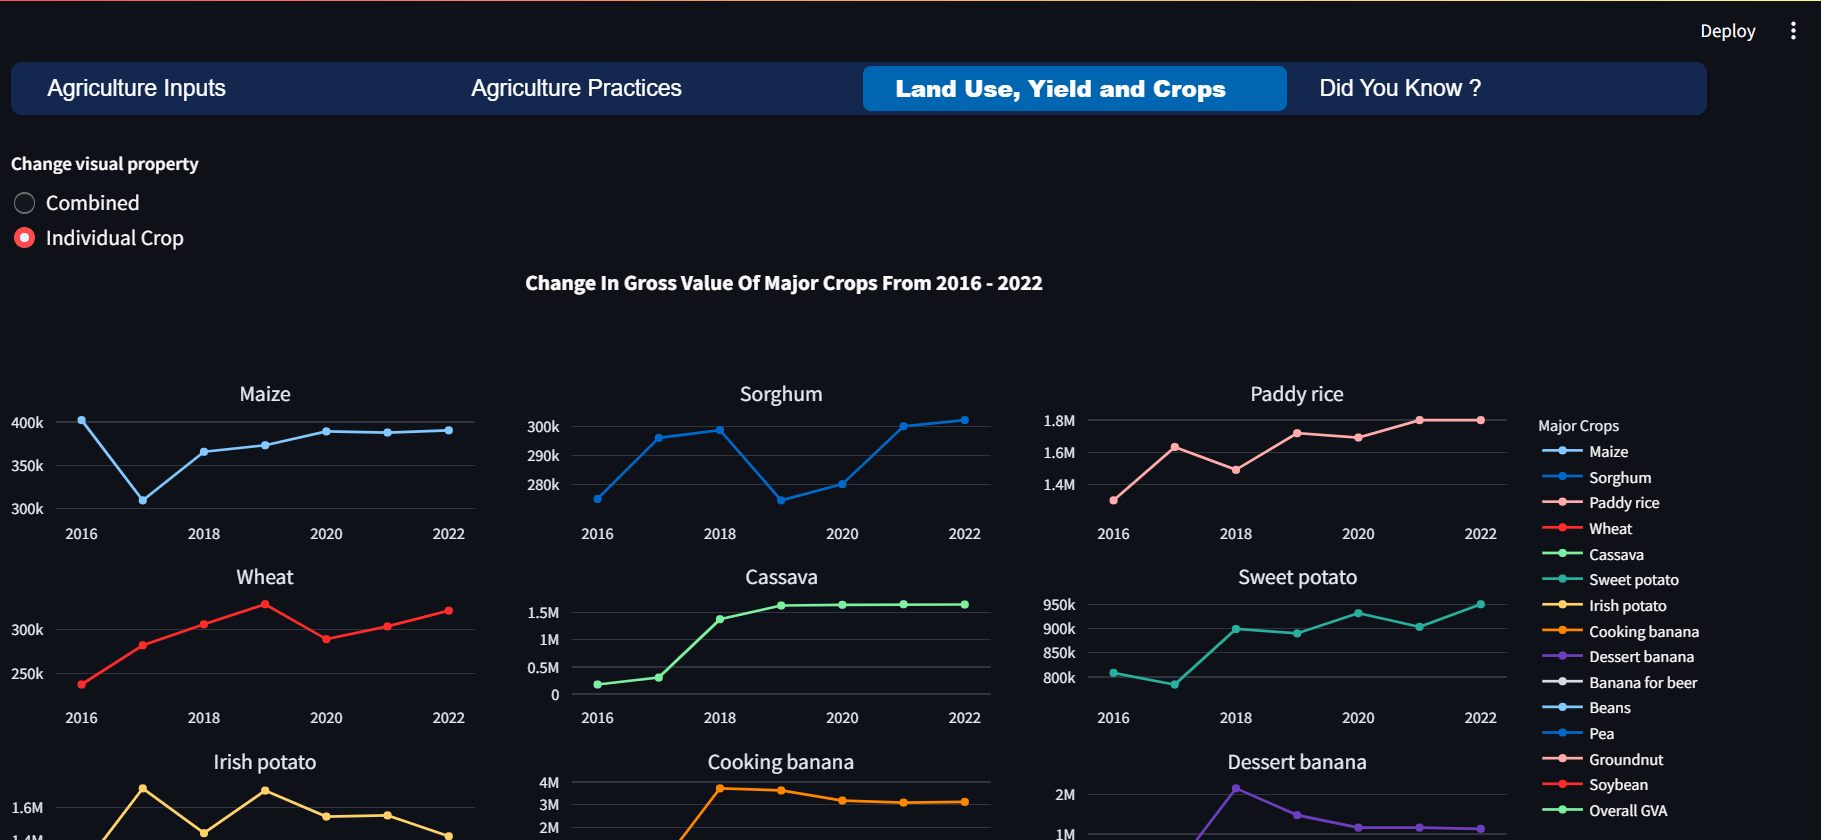 Deploy
Agriculture Inputs
Agriculture Practices
Land Use, Yield and Crops
Did You Know ?
Change visual property
Combined
Individual Crop
Change In Gross Value Of Major Crops From 2016 - 2022
Maize
400k
350k
300k
2016 2018 2020 2022
Sorghum
300k
290k
280k
2016 2018 2020 2022
Paddy rice
1.8M
1.6M
1.4M
2016 2018 2020 2022
Wheat
300k
250k
2016 2018 2020 2022
Cassava
1.5M
1M
0.5M
0
2016 2018 2020 2022
Sweet potato
950k
900k
850k
800k
2016 2018 2020 2022
Irish potato
1.6M
1.4M
Cooking banana
4M
3M
2M
Dessert banana
2M
1M
Major Crops
Maize
Sorghum
Paddy rice
Wheat
Cassava
Sweet potato
Irish potato
Cooking banana
Dessert banana
Banana for beer
Beans
Pea
Groundnut
Soybean
Overall GVA